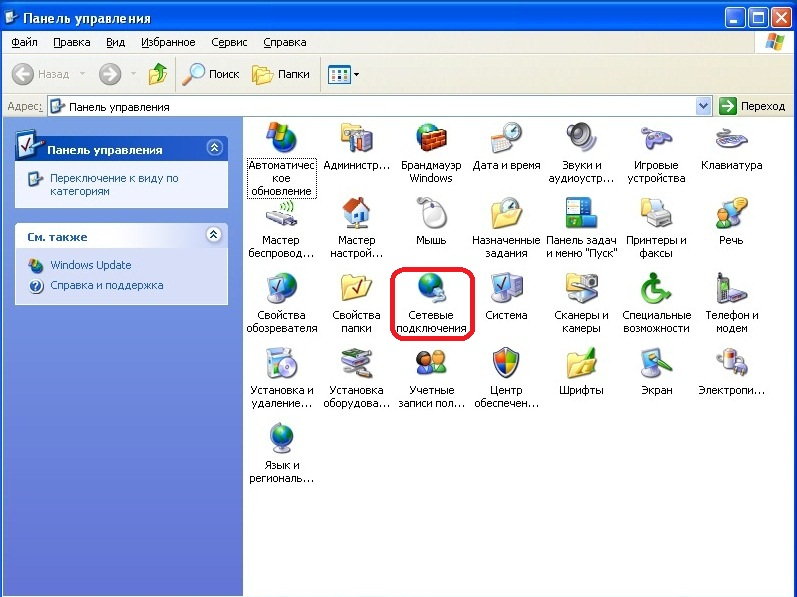 Панель управления
Файл Правка Вид Избранное Сервис Справка
Назад Поиск Папки
Адрес: Панель управления Переход
Панель управления
Переключение к виду по
категориям
См. также
Windows Update
Справка и поддержка
Автоматичес
кое
обновление
Администр...
Брандмауэр
Windows
Дата и время
Звуки и
аудиоустр...
Игровые
устройства
Клавиатура
Мастер
беспровод...
Мастер
настрой...
Мышь
Назначенные
задания
Панель задач
и меню "Пуск"
Принтеры и
факсы
Речь
Свойства
обозревателя
Свойства
папки
Сетевые
подключения
Система
Сканеры и
камеры
Специальные
возможности
Телефон и
модем
Установка и
удаление...
Установка
оборудова...
Учетные
записи пол...
Центр
обеспечен...
Шрифты
Экран
Электропи...
Язык и
региональ...